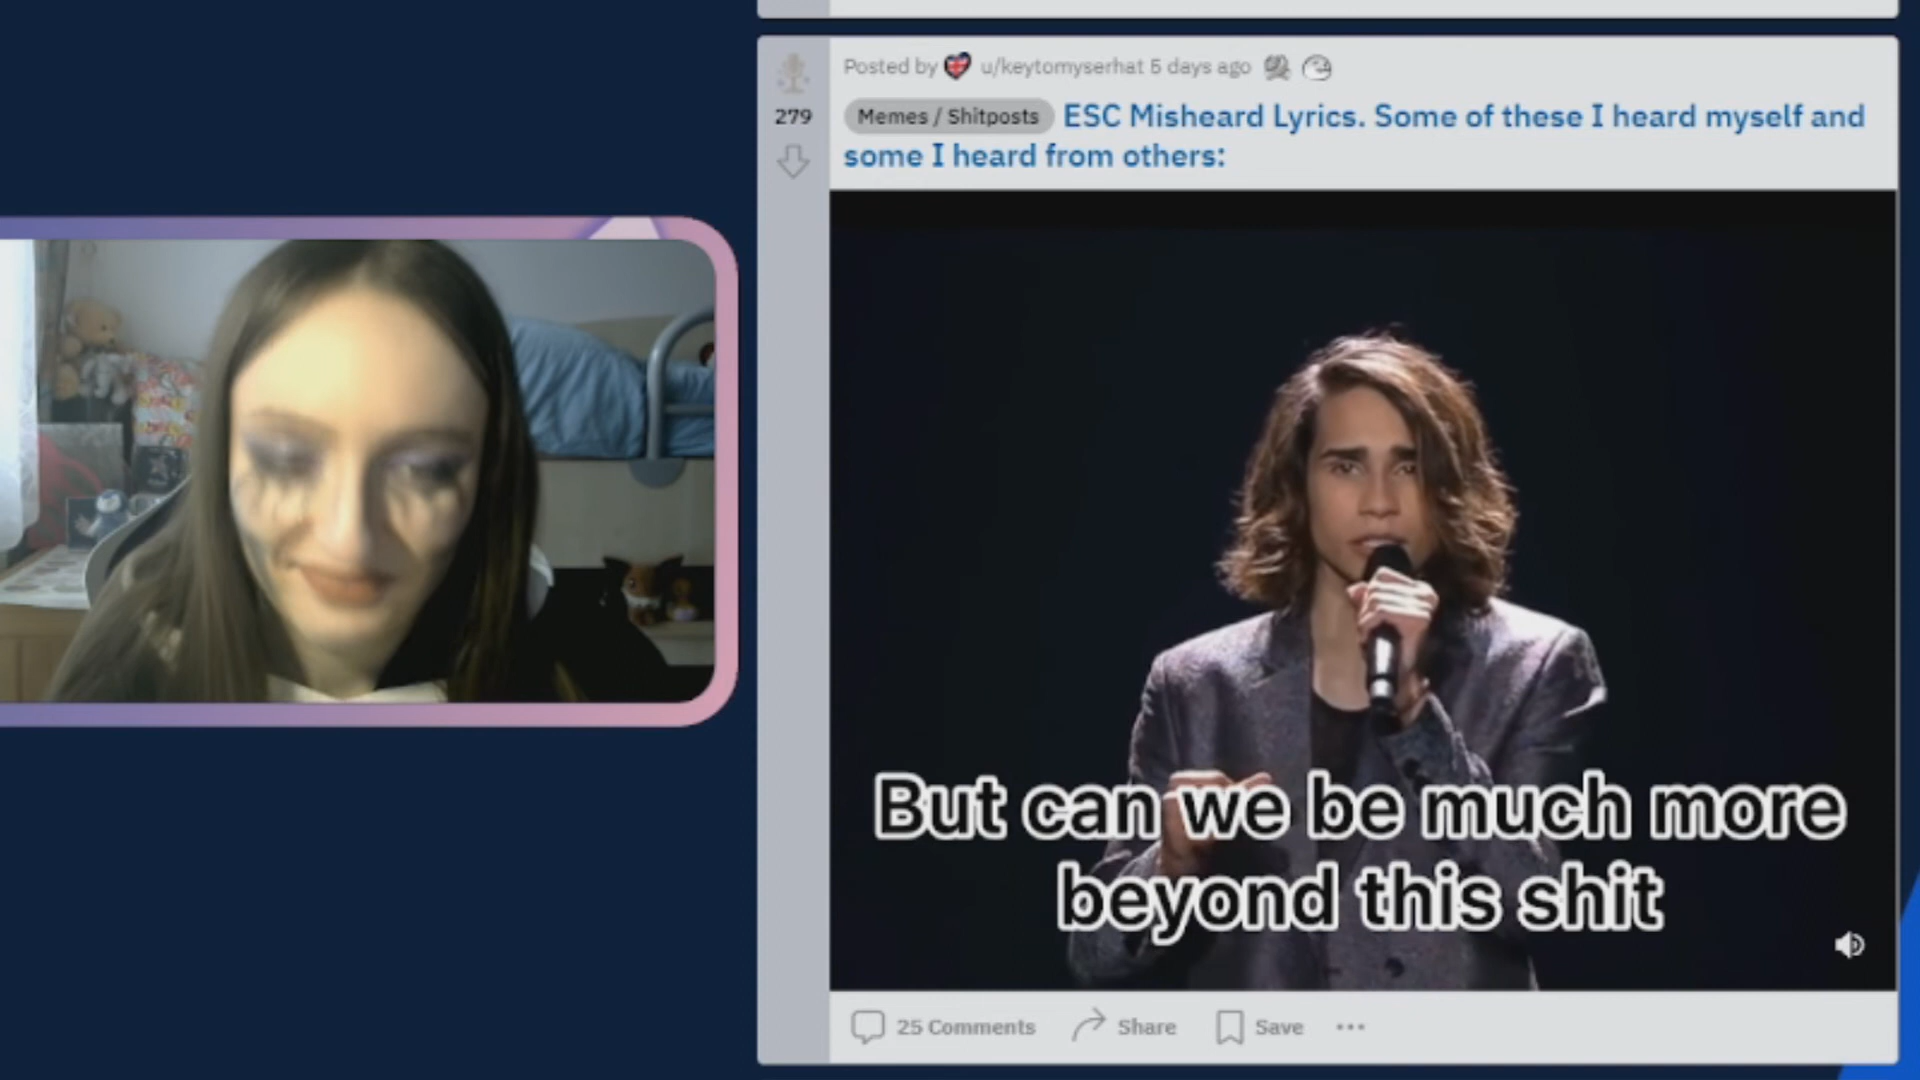 Posted by u/keytomyserhat 5 days ago
279
Memes / Shitposts ESC Misheard Lyrics. Some of these I heard myself and
some I heard from others:
But can we be much more
beyond this shit
25 Comments Share Save